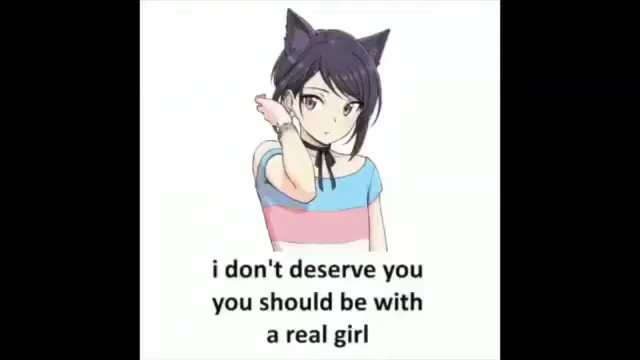 i don't deserve you
you should be with
a real girl